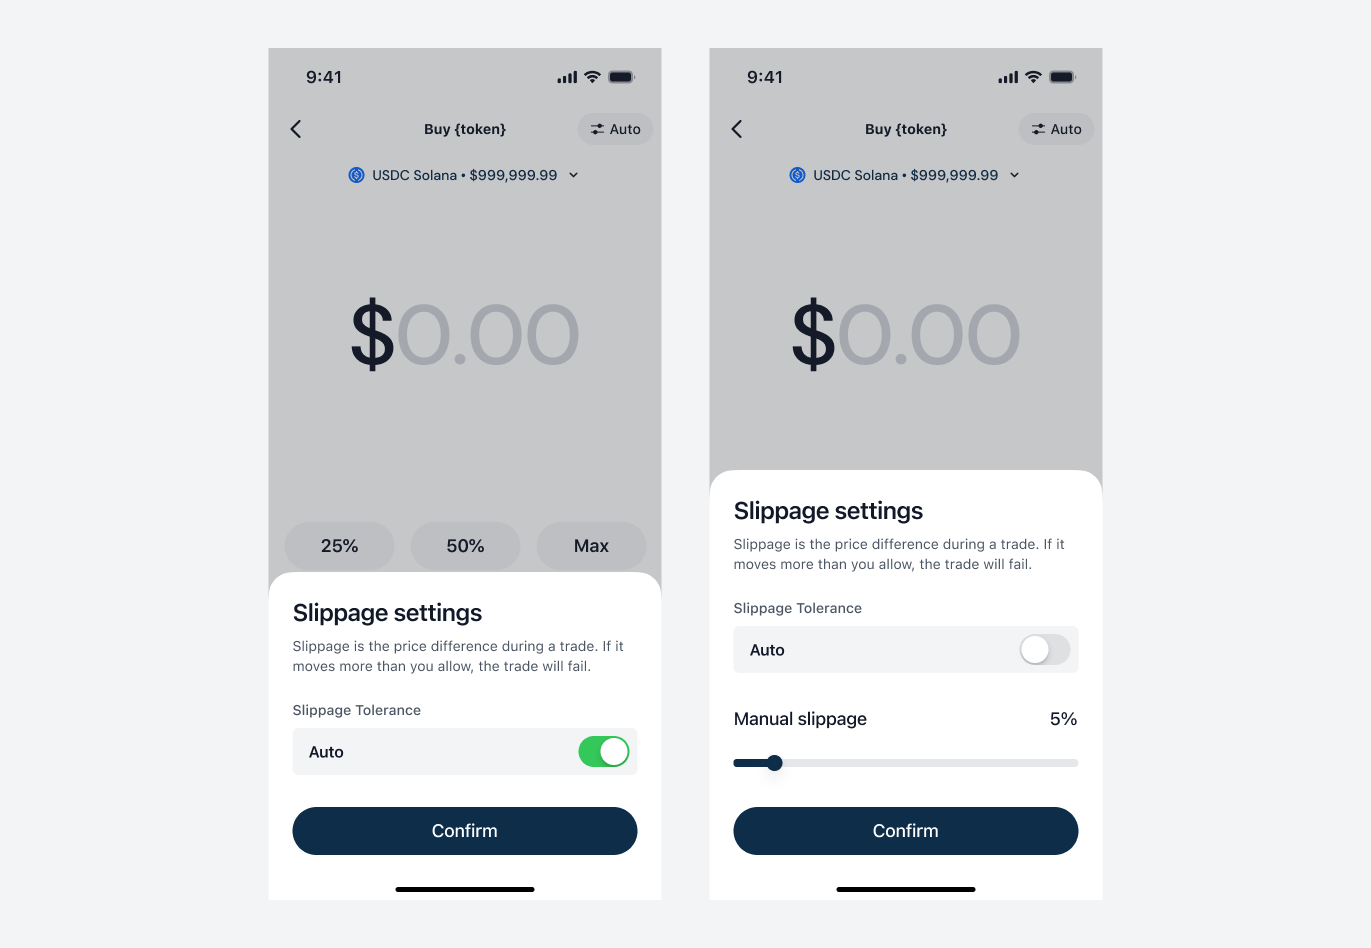 9:41
Buy {token}
Auto
USDC Solana • $999,999.99
$0.00
25% 50% Max
Slippage settings
Slippage is the price difference during a trade. If it
moves more than you allow, the trade will fail.
Slippage Tolerance
Auto
Confirm
9:41
Buy {token}
Auto
USDC Solana • $999,999.99
$0.00
Slippage settings
Slippage is the price difference during a trade. If it
moves more than you allow, the trade will fail.
Slippage Tolerance
Auto
Manual slippage 5%
Confirm